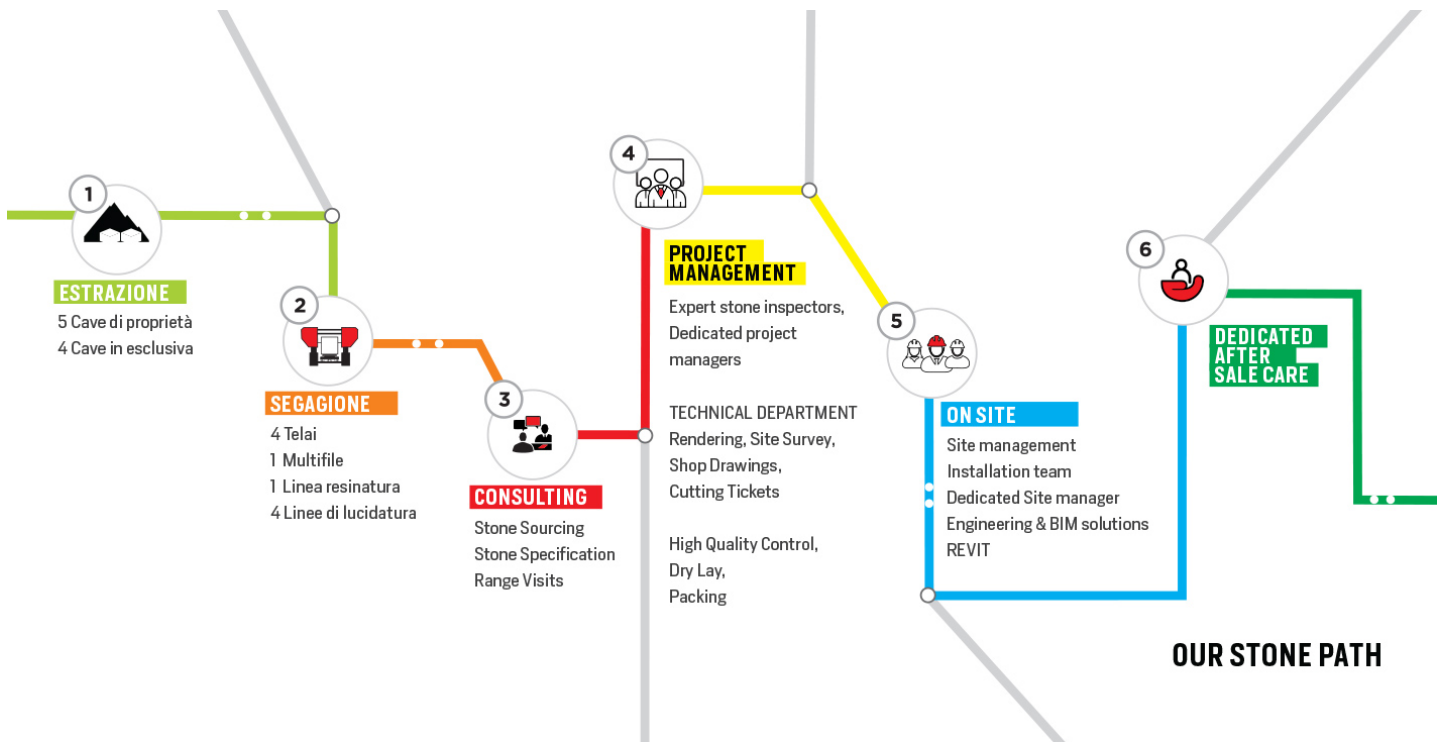 1
ESTRAZIONE
5 Cave di proprietà
4 Cave in esclusiva
2
SEGAGIONE
4 Telai
1 Multifile
1 Linea resinatura
4 Linee di lucidatura
3
CONSULTING
Stone Sourcing
Stone Specification
Range Visits
4
PROJECT
MANAGEMENT
Expert stone inspectors,
Dedicated project
managers
TECHNICAL DEPARTMENT
Rendering, Site Survey,
Shop Drawings,
Cutting Tickets
High Quality Control,
Dry Lay,
Packing
5
ON SITE
Site management
Installation team
Dedicated Site manager
Engineering & BIM solutions
REVIT
6
DEDICATED
AFTER
SALE CARE
OUR STONE PATH